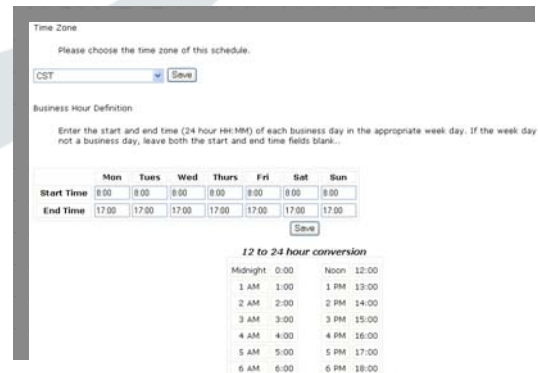 Time Zone
Please choose the time zone of this schedule.
CST Save
Business Hour Definition
Enter the start and end time (24 hour HH:MM) of each business day in the appropriate week day. If the week day
not a business day, leave both the start and end time fields
blank..
Mon Tues Wed Thurs Fri Sat Sun
Start Time 8:00 8:00 8:00 8:00 8:00 8:00 8:00
End Time 17:00 17:00 17:00 17:00 17:00 17:00 17:00
Save
12 to 24 hour conversion
Midnight 0:00 Noon 12:00
1 AM 1:00 1 PM 13:00
2 AM 2:00 2 PM 14:00
3 AM 3:00 3 PM 15:00
4 AM 4:00 4 PM 16:00
5 AM 5:00 5 PM 17:00
6 AM 6:00 6 PM 18:00